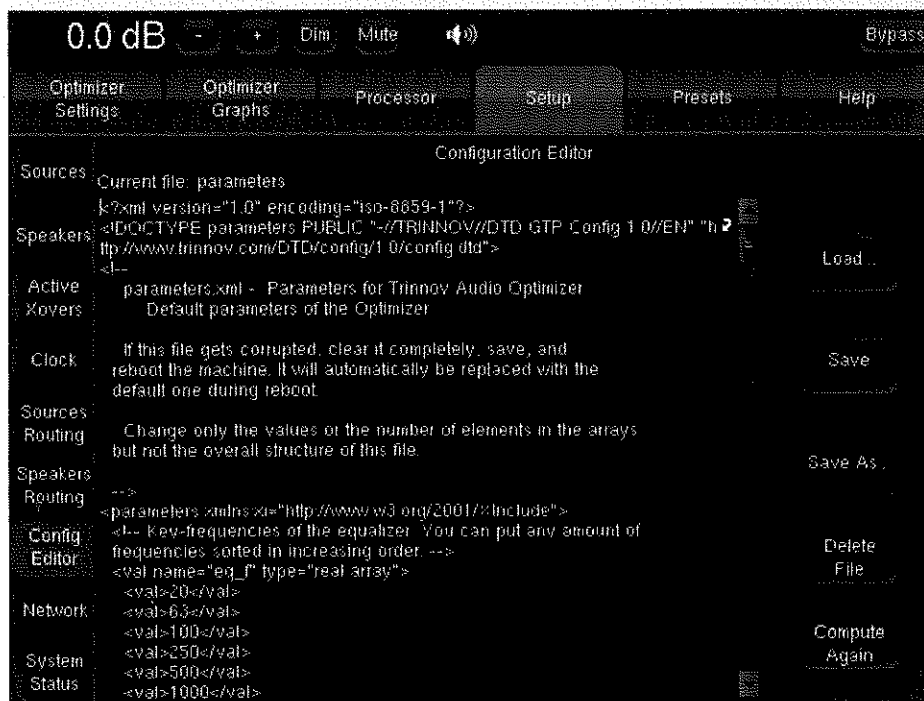 0.0 dB - + Dim Mute Bypass
Optimizer Settings Optimizer Graphs Processor Setup Presets Help
Configuration Editor
Sources
Speakers
Active
Xovers
Clock
Sources
Routing
Speakers
Routing
Config
Editor
Network
System
Status
Current file: parameters
<?xml version="1.0" encoding="iso-8859-1"?>
<!DOCTYPE parameters PUBLIC "-//TRINNOV//DTD GTP Config 1.0//EN" "h
ttp://www.trinnov.com/DTD/config/1.0/config.dtd">
<!--
parameters.xml - Parameters for Trinnov Audio Optimizer
Default parameters of the Optimizer
If this file gets corrupted, clear it completely, save, and
reboot the machine. It will automatically be replaced with the
default one during reboot.
Change only the values or the number of elements in the arrays
but not the overall structure of this file.
-->
<parameters xmlns:xi="http://www.w3.org/2001/XInclude">
<!-- Key-frequencies of the equalizer. You can put any amount of
frequencies sorted in increasing order. -->
<val name="eq_f" type="real array">
<val>20</val>
<val>63</val>
<val>100</val>
<val>250</val>
<val>500</val>
<val>1000</val>
Load...
Save
Save As...
Delete
File
Compute
Again